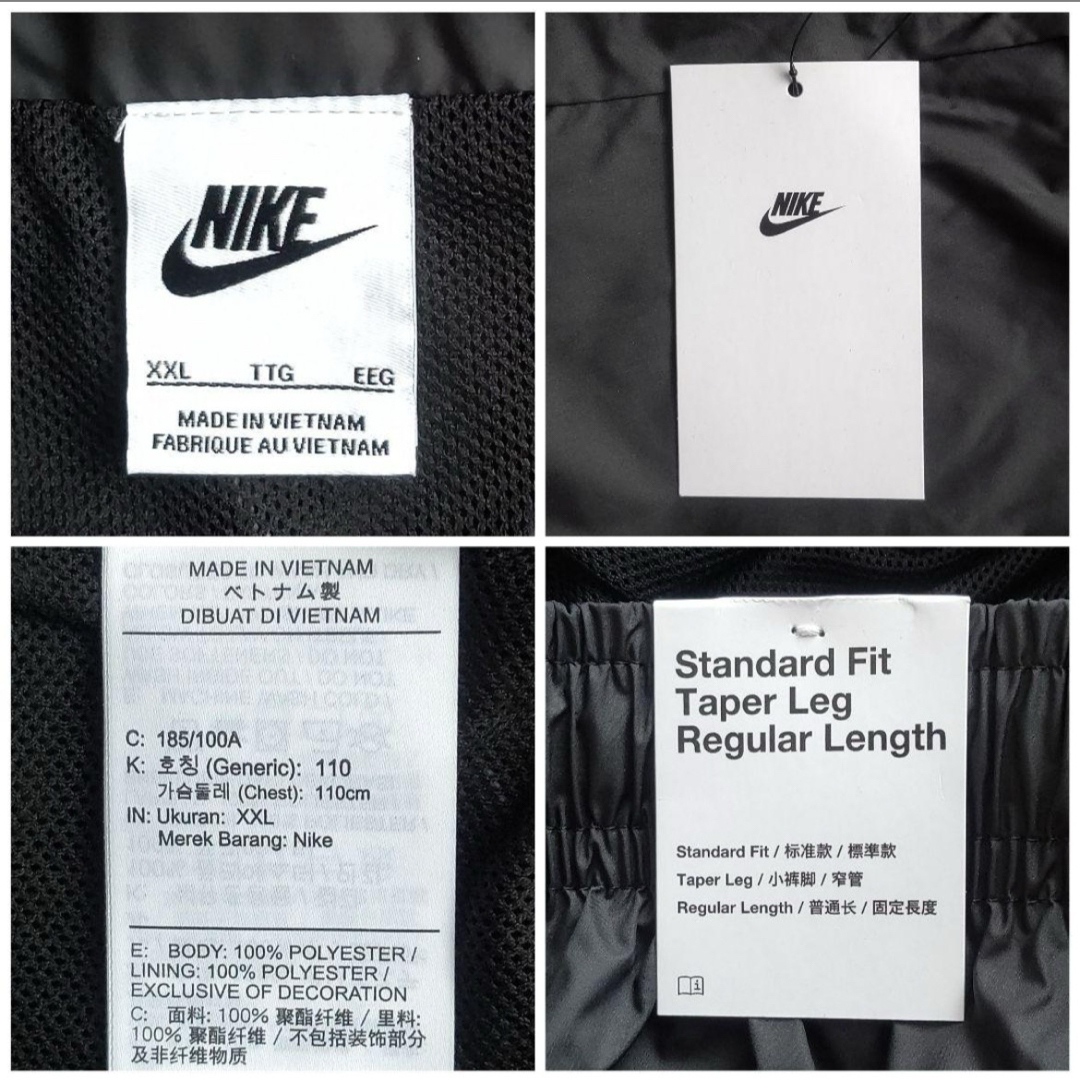 NIKE
XXL TTG EEG
MADE IN VIETNAM
FABRIQUE AU VIETNAM
NIKE
MADE IN VIETNAM
ベトナム製
DIBUAT DI VIETNAM
C: 185/100A
K: 호칭 (Generic): 110
가슴둘레 (Chest): 110cm
IN: Ukuran: XXL
Merek Barang: Nike
E: BODY: 100% POLYESTER /
LINING: 100% POLYESTER /
EXCLUSIVE OF DECORATION
C: 面料: 100% 聚酯纤维 / 里料:
100% 聚酯纤维 / 不包括装饰部分
及非纤维物质
Standard Fit
Taper Leg
Regular Length
Standard Fit / 标准款 / 標準款
Taper Leg / 小裤脚 / 窄管
Regular Length / 普通长 / 固定長度